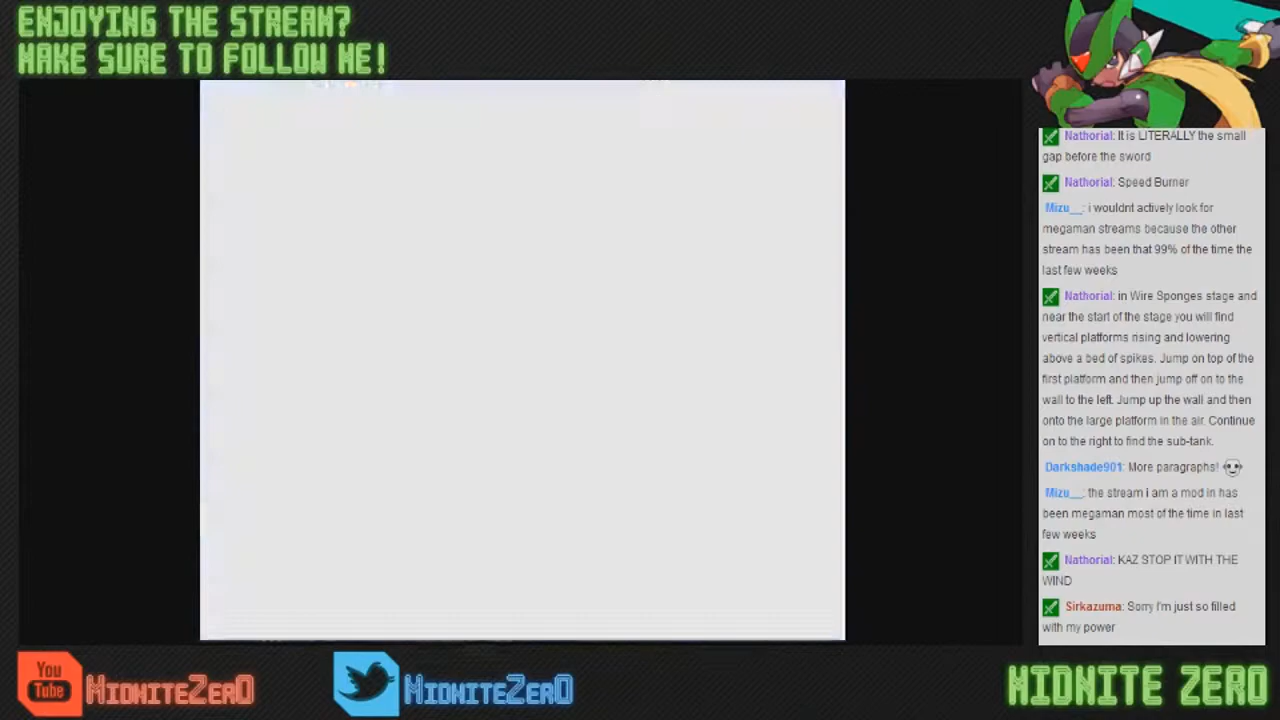 ENJOYING THE STREAM?
MAKE SURE TO FOLLOW ME!
Nathorial: It is LITERALLY the small
gap before the sword
Nathorial: Speed Burner
Mizu__: i wouldnt actively look for
megaman streams because the other
stream has been that 99% of the time the
last few weeks
Nathorial: in Wire Sponges stage and
near the start of the stage you will find
vertical platforms rising and lowering
above a bed of spikes. Jump on top of the
first platform and then jump off on to the
wall to the left. Jump up the wall and then
onto the large platform in the air. Continue
on to the right to find the sub-tank.
Darkshade901: More paragraphs!
Mizu__: the stream i am a mod in has
been megaman most of the time in last
few weeks
Nathorial: KAZ STOP IT WITH THE
WIND
Sirkazuma: Sorry I'm just so filled
with my power
You
Tube
MIDNITEZER0
MIDNITEZER0
MIDNITE ZERO